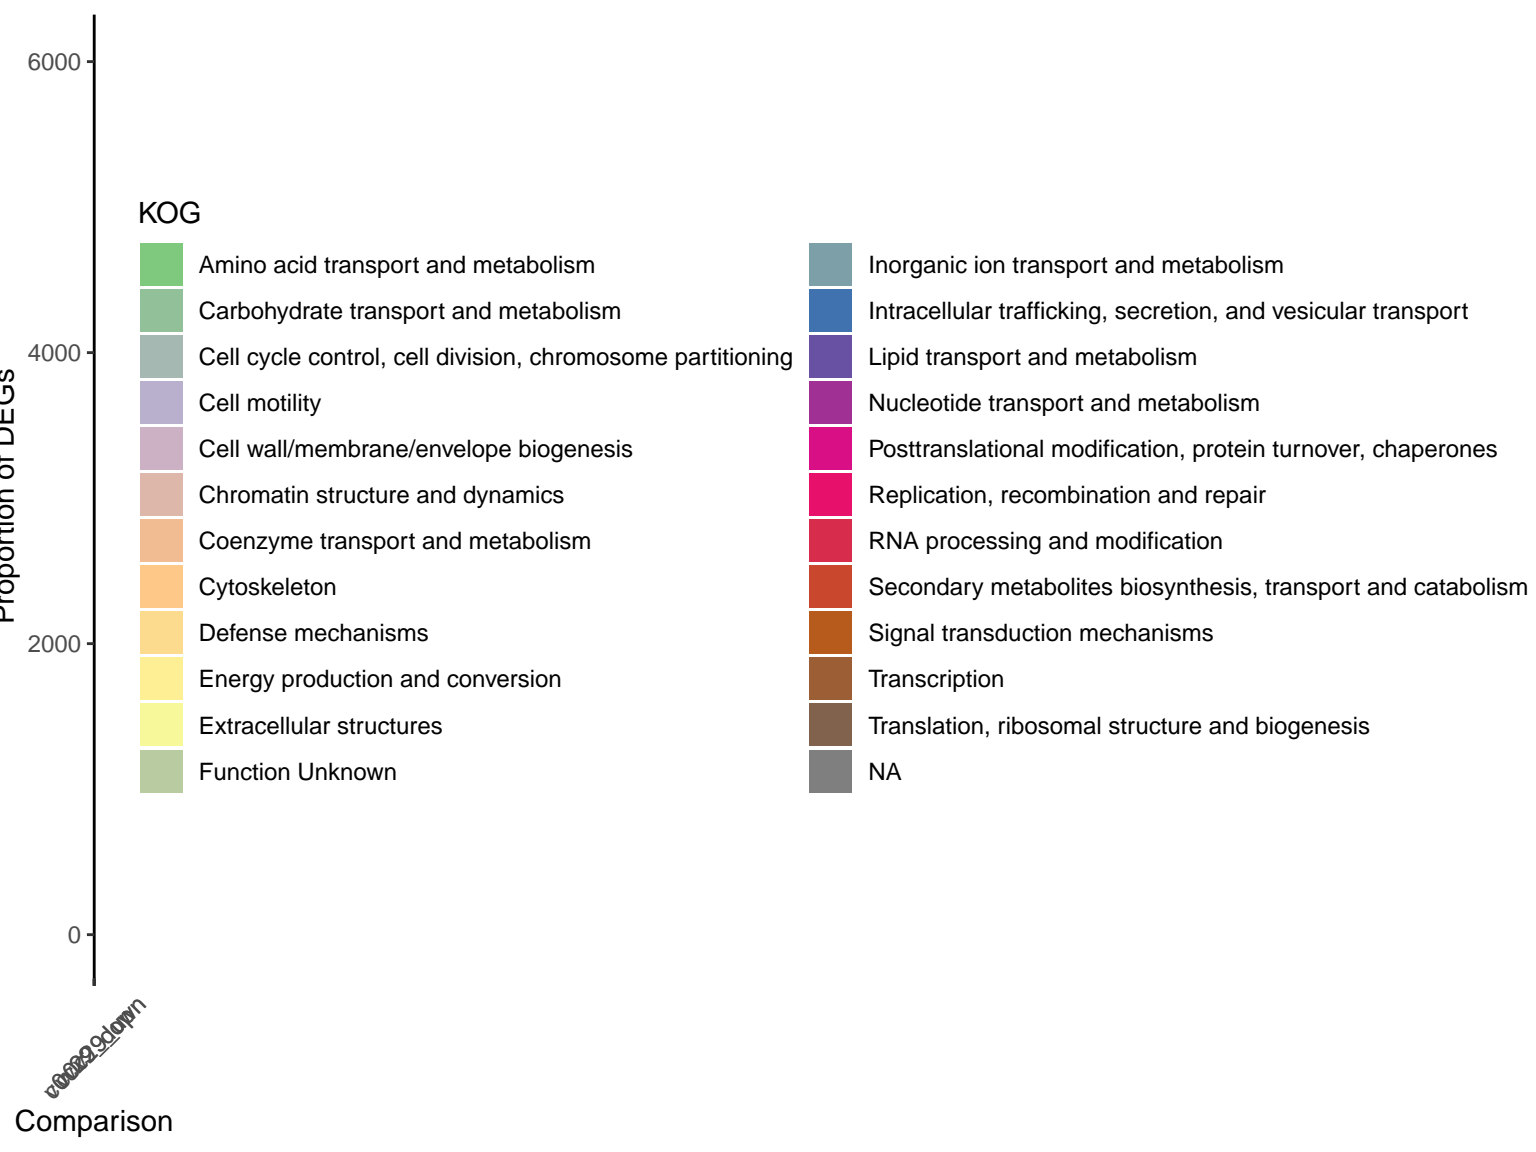 6000
4000
2000
0
Proportion of DEGs
KOG
Amino acid transport and metabolism
Carbohydrate transport and metabolism
Cell cycle control, cell division, chromosome partitioning
Cell motility
Cell wall/membrane/envelope biogenesis
Chromatin structure and dynamics
Coenzyme transport and metabolism
Cytoskeleton
Defense mechanisms
Energy production and conversion
Extracellular structures
Function Unknown
Inorganic ion transport and metabolism
Intracellular trafficking, secretion, and vesicular transport
Lipid transport and metabolism
Nucleotide transport and metabolism
Posttranslational modification, protein turnover, chaperones
Replication, recombination and repair
RNA processing and modification
Secondary metabolites biosynthesis, transport and catabolism
Signal transduction mechanisms
Transcription
Translation, ribosomal structure and biogenesis
NA
Comparison